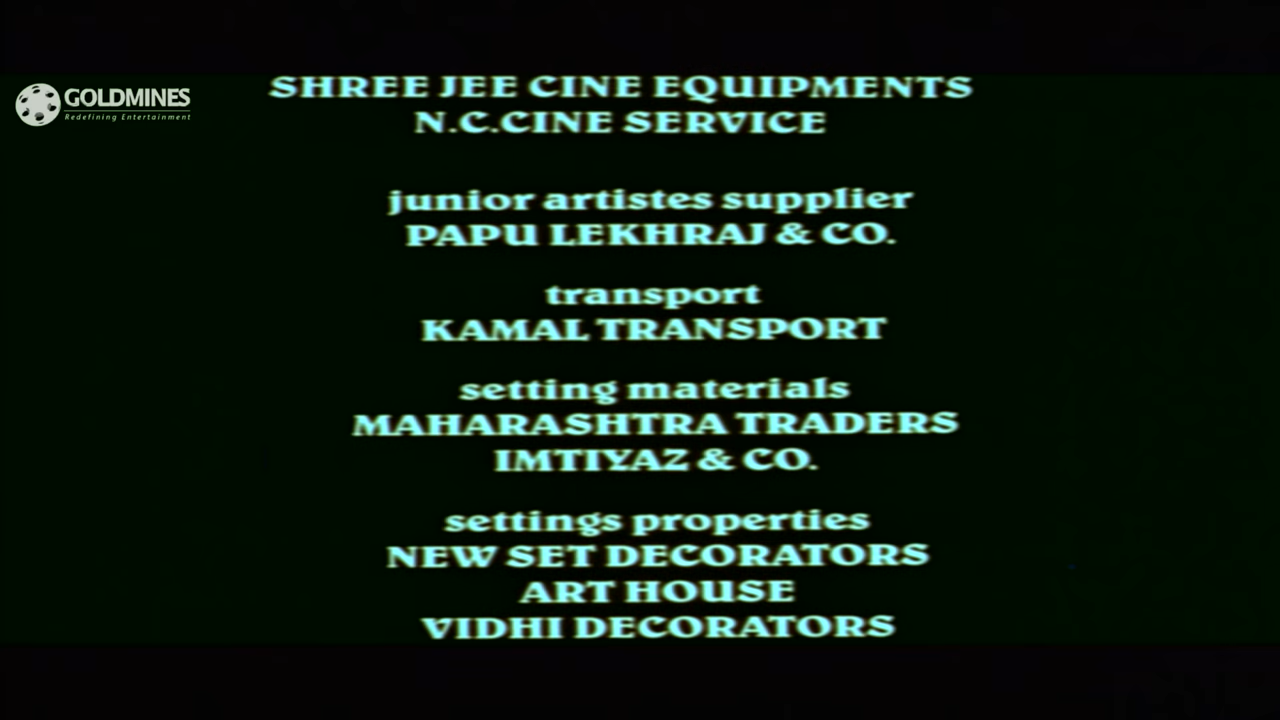 GOLDMINES
Redefining Entertainment
SHREE JEE CINE EQUIPMENTS
N.C.CINE SERVICE
junior artistes supplier
PAPU LEKHRAJ & CO.
transport
KAMAL TRANSPORT
setting materials
MAHARASHTRA TRADERS
IMTIYAZ & CO.
settings properties
NEW SET DECORATORS
ART HOUSE
VIDHI DECORATORS